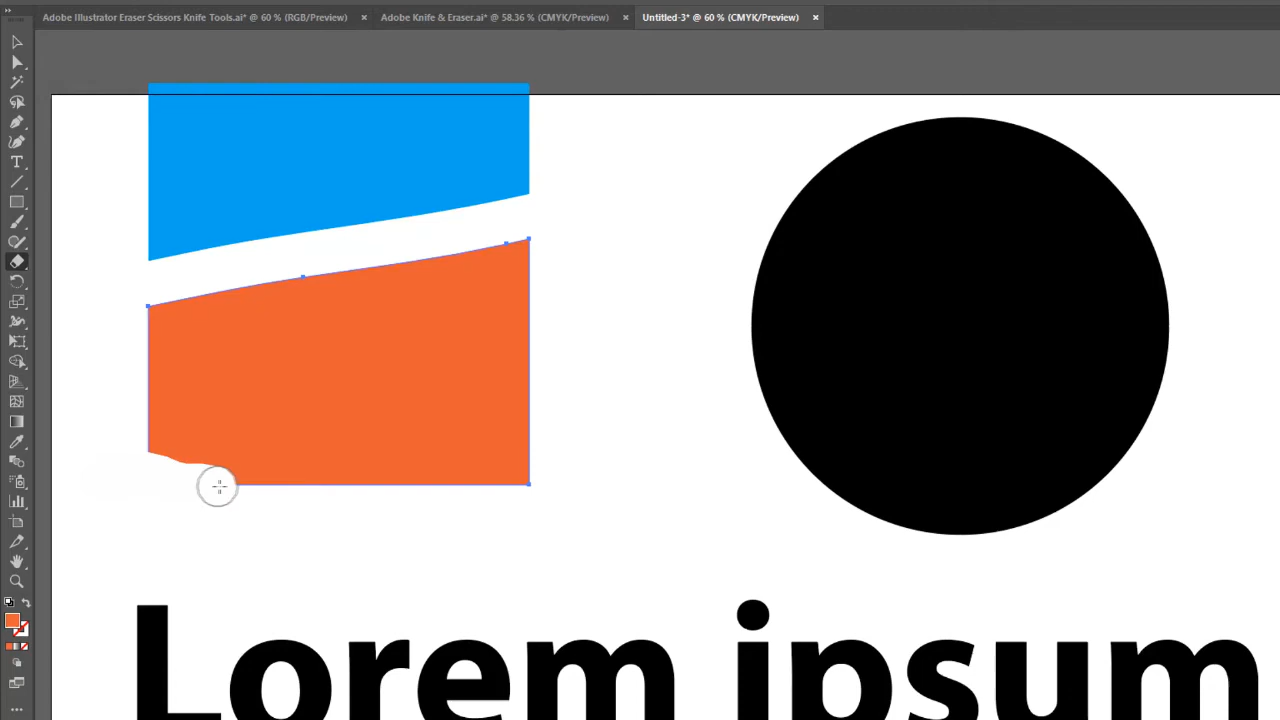 Adobe Illustrator Eraser Scissors Knife Tools.ai* @ 60 % (RGB/Preview) × Adobe Knife & Eraser.ai* @ 58.36 % (CMYK/Preview) × Untitled-3* @ 60 % (CMYK/Preview) ×
Lorem ipsum